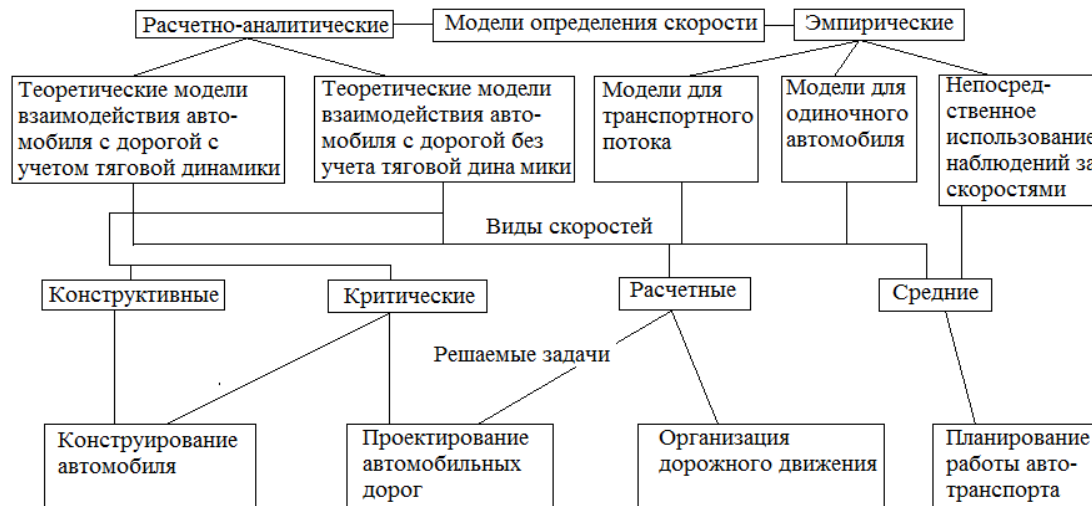 Расчетно-аналитические
Модели определения скорости
Эмпирические
Теоретические модели
взаимодействия авто-
мобиля с дорогой с
учетом тяговой динамики
Теоретические модели
взаимодействия авто-
мобиля с дорогой без
учета тяговой дина мики
Модели для
транспортного
потока
Модели для
одиночного
автомобиля
Непосред-
ственное
использование
наблюдений за
скоростями
Виды скоростей
Конструктивные
Критические
Расчетные
Средние
Решаемые задачи
Конструирование
автомобиля
Проектирование
автомобильных
дорог
Организация
дорожного движения
Планирование
работы авто-
транспорта